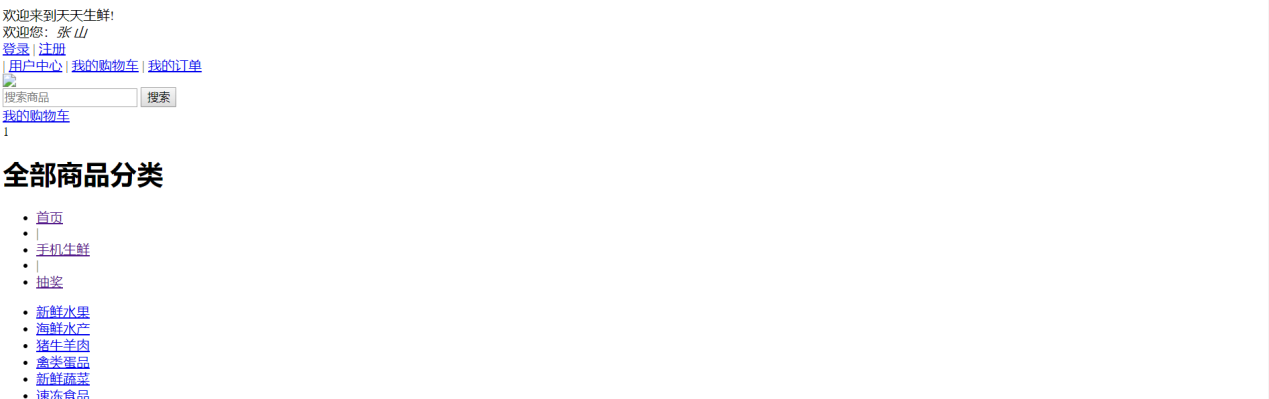 欢迎来到天天生鲜!
欢迎您：张 山
登录 | 注册
| 用户中心 | 我的购物车 | 我的订单
搜索商品 搜索
我的购物车
1
全部商品分类
首页
|
手机生鲜
|
抽奖
新鲜水果
海鲜水产
猪牛羊肉
禽类蛋品
新鲜蔬菜
速冻食品